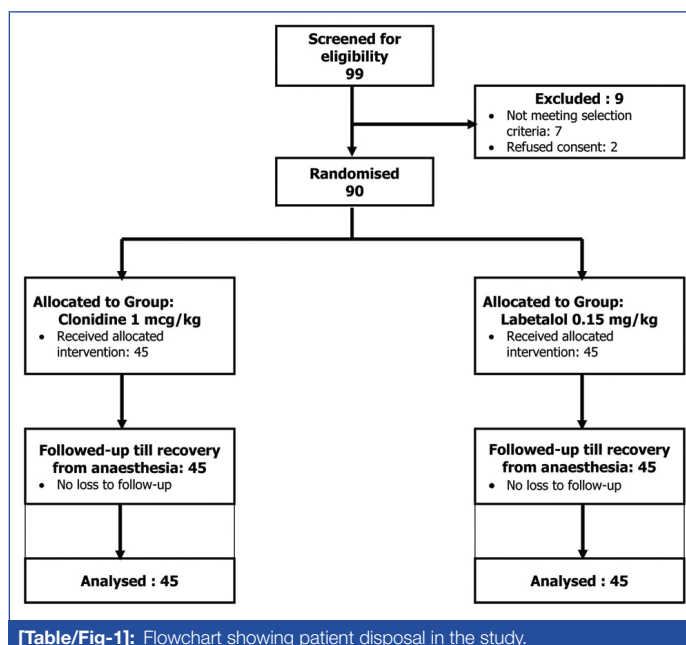 Screened for
eligibility
99
Excluded : 9
• Not meeting selection
criteria: 7
• Refused consent: 2
Randomised
90
Allocated to Group:
Clonidine 1 mcg/kg
• Received allocated
intervention: 45
Allocated to Group:
Labetalol 0.15 mg/kg
• Received allocated
intervention: 45
Followed-up till recovery
from anaesthesia: 45
• No loss to follow-up
Followed-up till recovery
from anaesthesia: 45
• No loss to follow-up
Analysed : 45
Analysed : 45
[Table/Fig-1]: Flowchart showing patient disposal in the study.